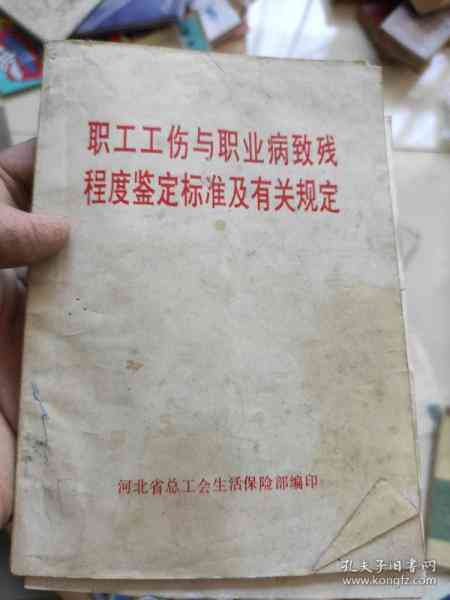 职工工伤与职业病致残
程度鉴定标准及有关规定
河北省总工会生活保险部编印
孔夫子旧书网
www.kongfz.com